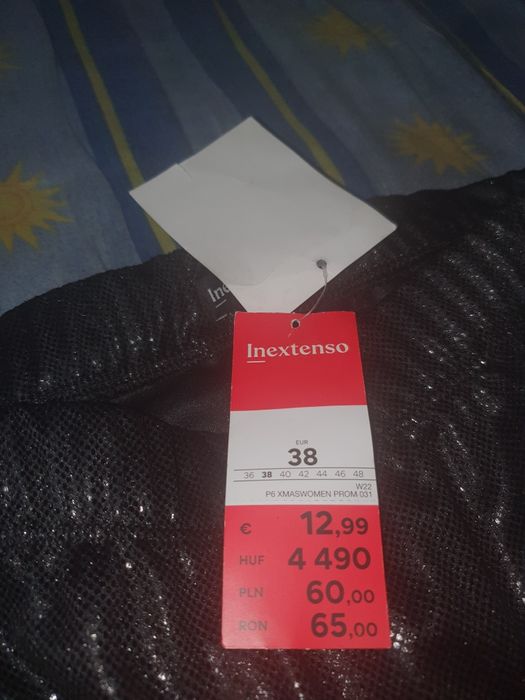 In
Inextenso
EUR
38
36 38 40 42 44 46 48
W22
P6 XMASWOMEN PROM 031
€ 12,99
HUF 4 490
PLN 60,00
RON 65,00